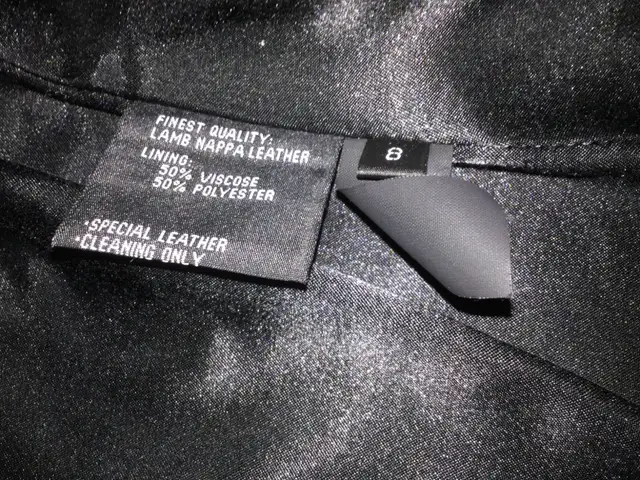 FINEST QUALITY:
LAMB NAPPA LEATHER
LINING:
50% VISCOSE
50% POLYESTER
*SPECIAL LEATHER
*CLEANING ONLY
8